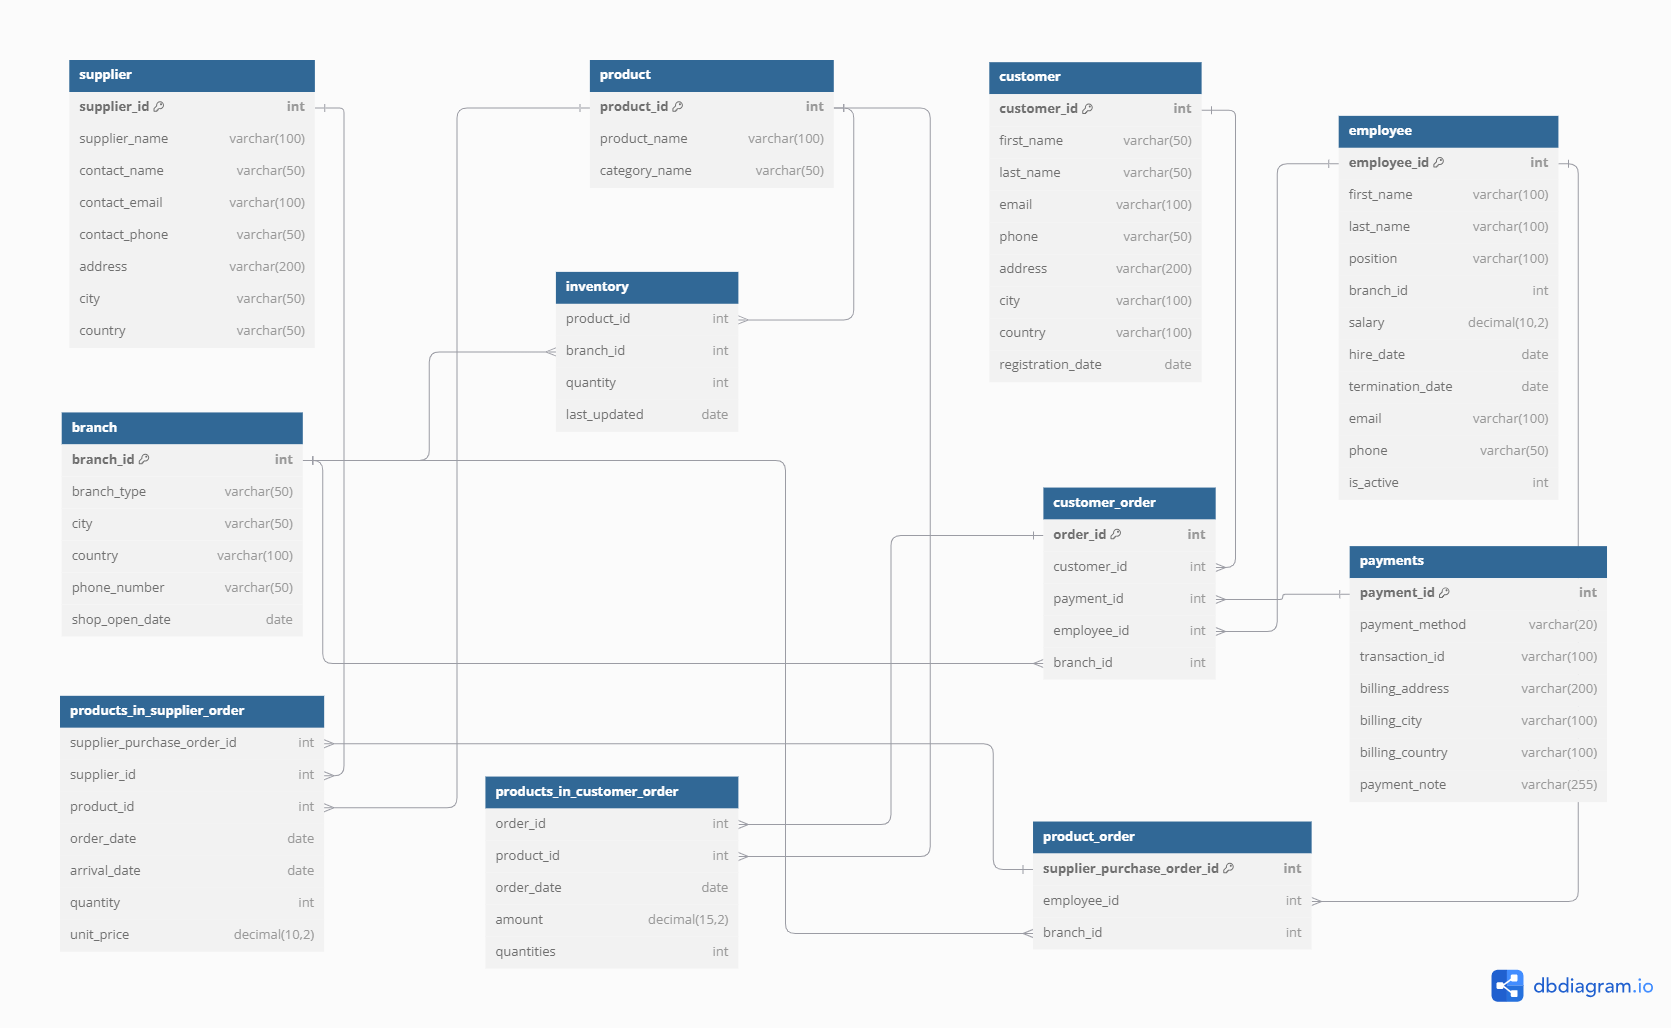 supplier
supplier_id int
supplier_name varchar(100)
contact_name varchar(50)
contact_email varchar(100)
contact_phone varchar(50)
address varchar(200)
city varchar(50)
country varchar(50)
product
product_id int
product_name varchar(100)
category_name varchar(50)
customer
customer_id int
first_name varchar(50)
last_name varchar(50)
email varchar(100)
phone varchar(50)
address varchar(200)
city varchar(100)
country varchar(100)
registration_date date
employee
employee_id int
first_name varchar(100)
last_name varchar(100)
position varchar(100)
branch_id int
salary decimal(10,2)
hire_date date
termination_date date
email varchar(100)
phone varchar(50)
is_active int
inventory
product_id int
branch_id int
quantity int
last_updated date
branch
branch_id int
branch_type varchar(50)
city varchar(50)
country varchar(100)
phone_number varchar(50)
shop_open_date date
customer_order
order_id int
customer_id int
payment_id int
employee_id int
branch_id int
payments
payment_id int
payment_method varchar(20)
transaction_id varchar(100)
billing_address varchar(200)
billing_city varchar(100)
billing_country varchar(100)
payment_note varchar(255)
products_in_supplier_order
supplier_purchase_order_id int
supplier_id int
product_id int
order_date date
arrival_date date
quantity int
unit_price decimal(10,2)
products_in_customer_order
order_id int
product_id int
order_date date
amount decimal(15,2)
quantities int
product_order
supplier_purchase_order_id int
employee_id int
branch_id int
dbdiagram.io